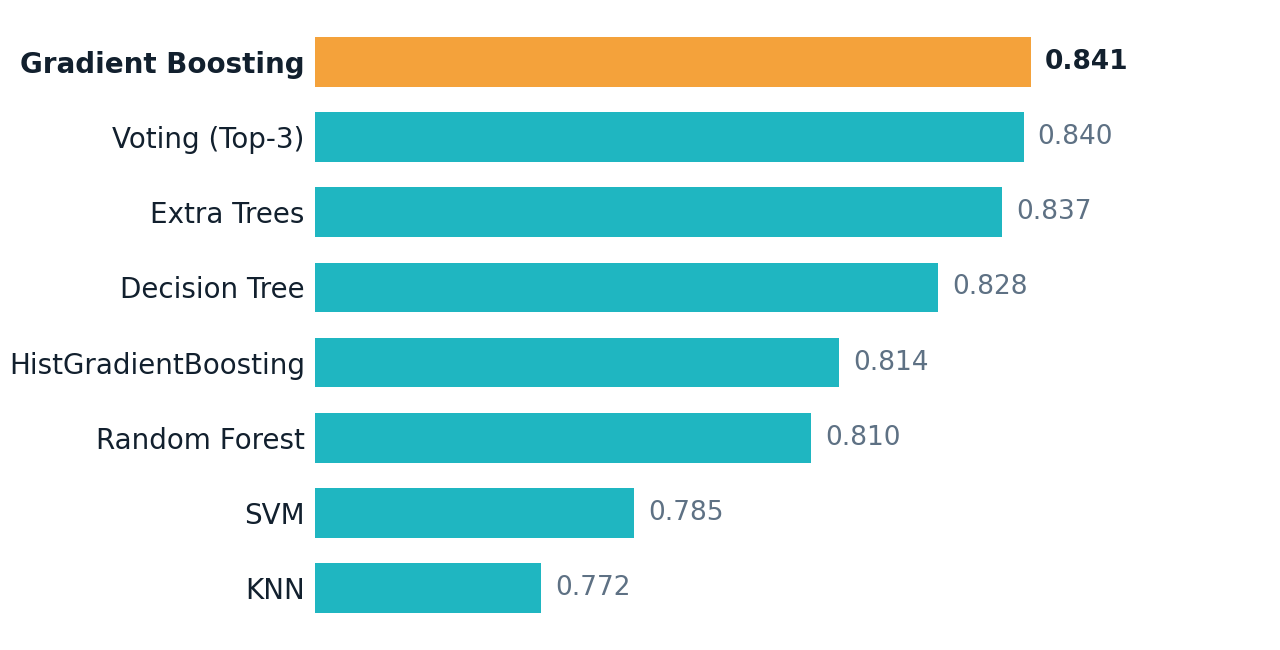 Gradient Boosting 0.841
Voting (Top-3) 0.840
Extra Trees 0.837
Decision Tree 0.828
HistGradientBoosting 0.814
Random Forest 0.810
SVM 0.785
KNN 0.772